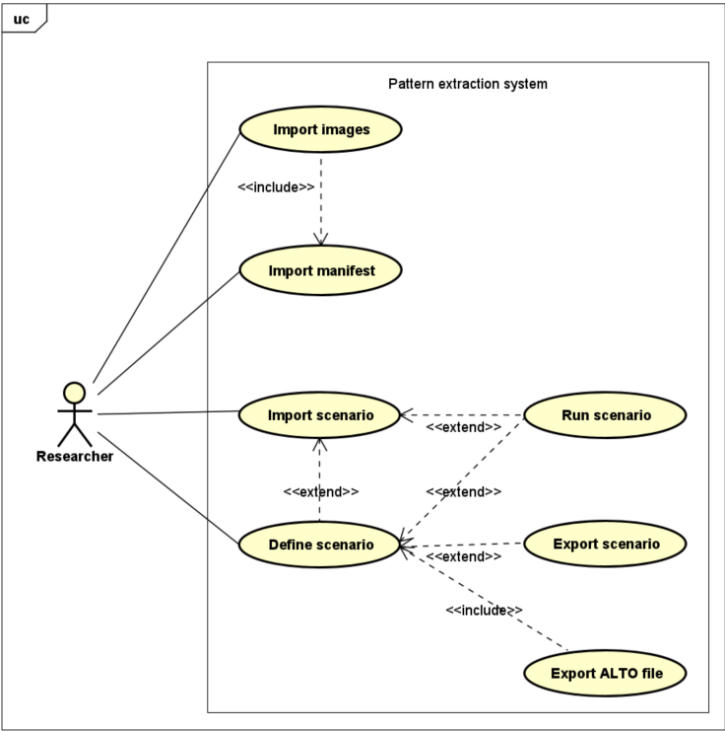 uc
Pattern extraction system
Import images
<<include>>
Import manifest
Import scenario
Run scenario
<<extend>>
Researcher
<<extend>>
<<extend>>
Define scenario
Export scenario
<<extend>>
<<include>>
Export ALTO file